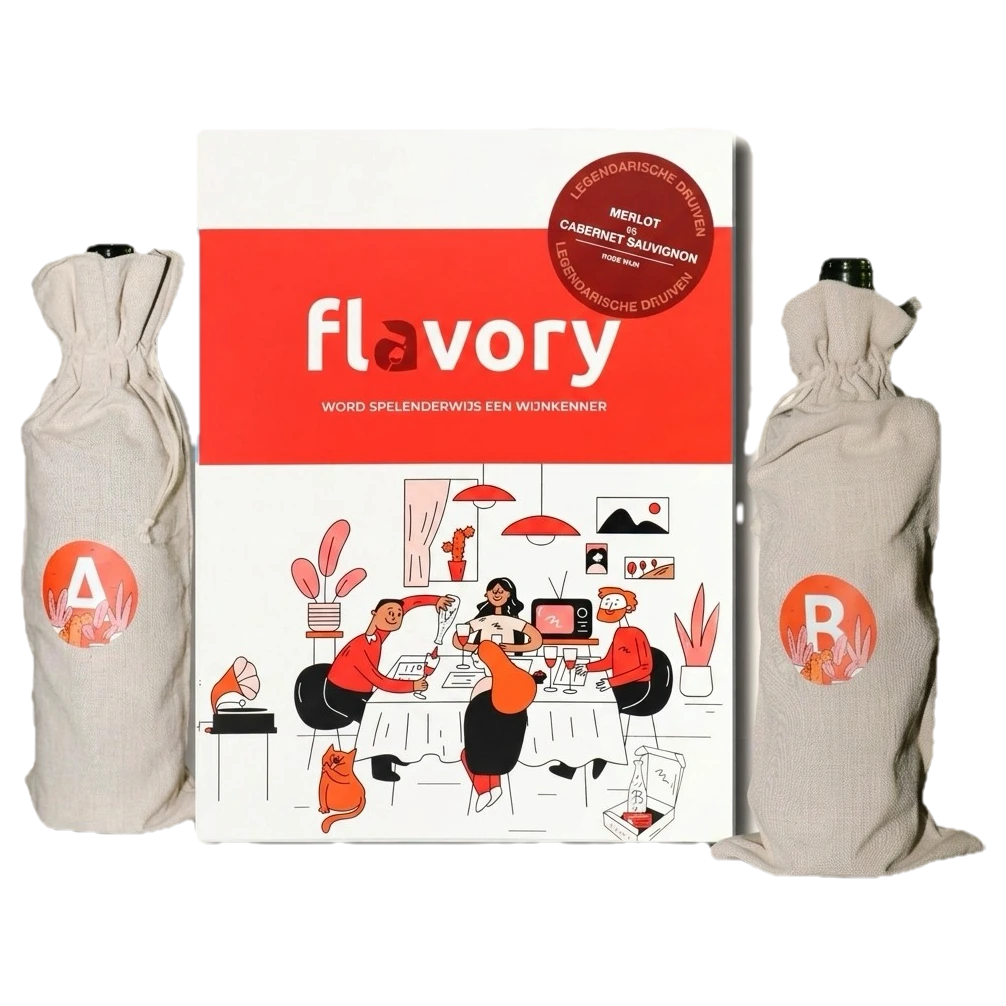 LEGENDARISCHE DRUIVEN
MERLOT
CABERNET SAUVIGNON
RODE WIJN
LEGENDARISCHE DRUIVEN
flavory
WORD SPELENDERWIJS EEN WIJNKENNER
A
B
B